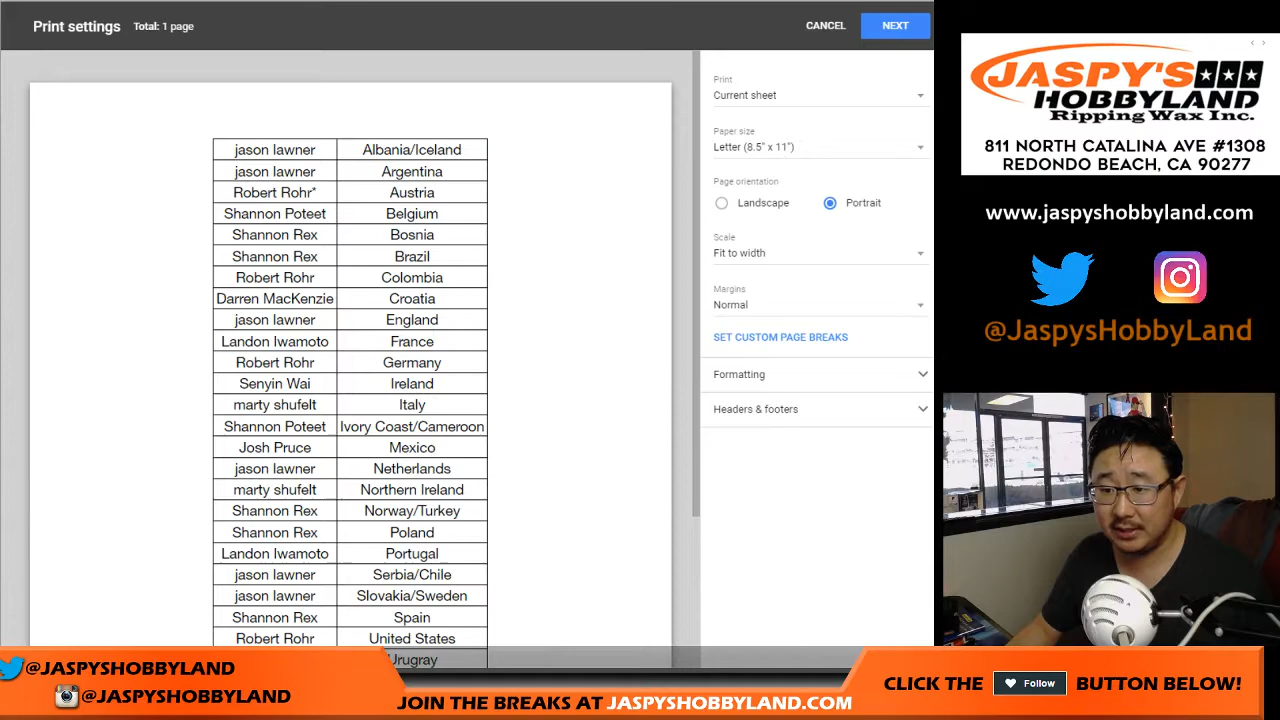 Print settings Total: 1 page CANCEL NEXT
jason lawner Albania/Iceland
jason lawner Argentina
Robert Rohr* Austria
Shannon Poteet Belgium
Shannon Rex Bosnia
Shannon Rex Brazil
Robert Rohr Colombia
Darren MacKenzie Croatia
jason lawner England
Landon Iwamoto France
Robert Rohr Germany
Senyin Wai Ireland
marty shufelt Italy
Shannon Poteet Ivory Coast/Cameroon
Josh Pruce Mexico
jason lawner Netherlands
marty shufelt Northern Ireland
Shannon Rex Norway/Turkey
Shannon Rex Poland
Landon Iwamoto Portugal
jason lawner Serbia/Chile
jason lawner Slovakia/Sweden
Shannon Rex Spain
Robert Rohr United States
Urugray
Print
Current sheet
Paper size
Letter (8.5" x 11")
Page orientation
Landscape Portrait
Scale
Fit to width
Margins
Normal
SET CUSTOM PAGE BREAKS
Formatting
Headers & footers
JASPY'S
HOBBYLAND
Ripping Wax Inc.
811 NORTH CATALINA AVE #1308
REDONDO BEACH, CA 90277
www.jaspyshobbyland.com
@JaspysHobbyLand
@JASPYSHOBBYLAND
@JASPYSHOBBYLAND
JOIN THE BREAKS AT JASPYSHOBBYLAND.COM
CLICK THE Follow BUTTON BELOW!